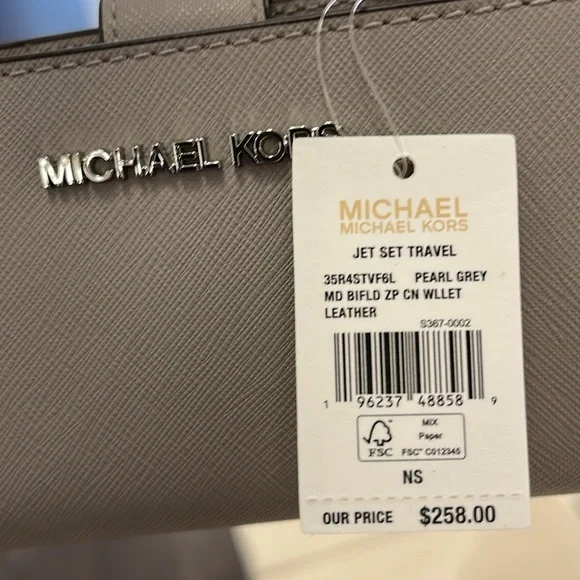 MICHAEL KORS
MICHAEL
MICHAEL KORS
JET SET TRAVEL
35R4STVF6L PEARL GREY
MD BIFLD ZP CN WLLET
LEATHER
S367-0002
1 96237 48858 9
FSC
MIX
Paper
FSC™ C012345
NS
OUR PRICE $258.00